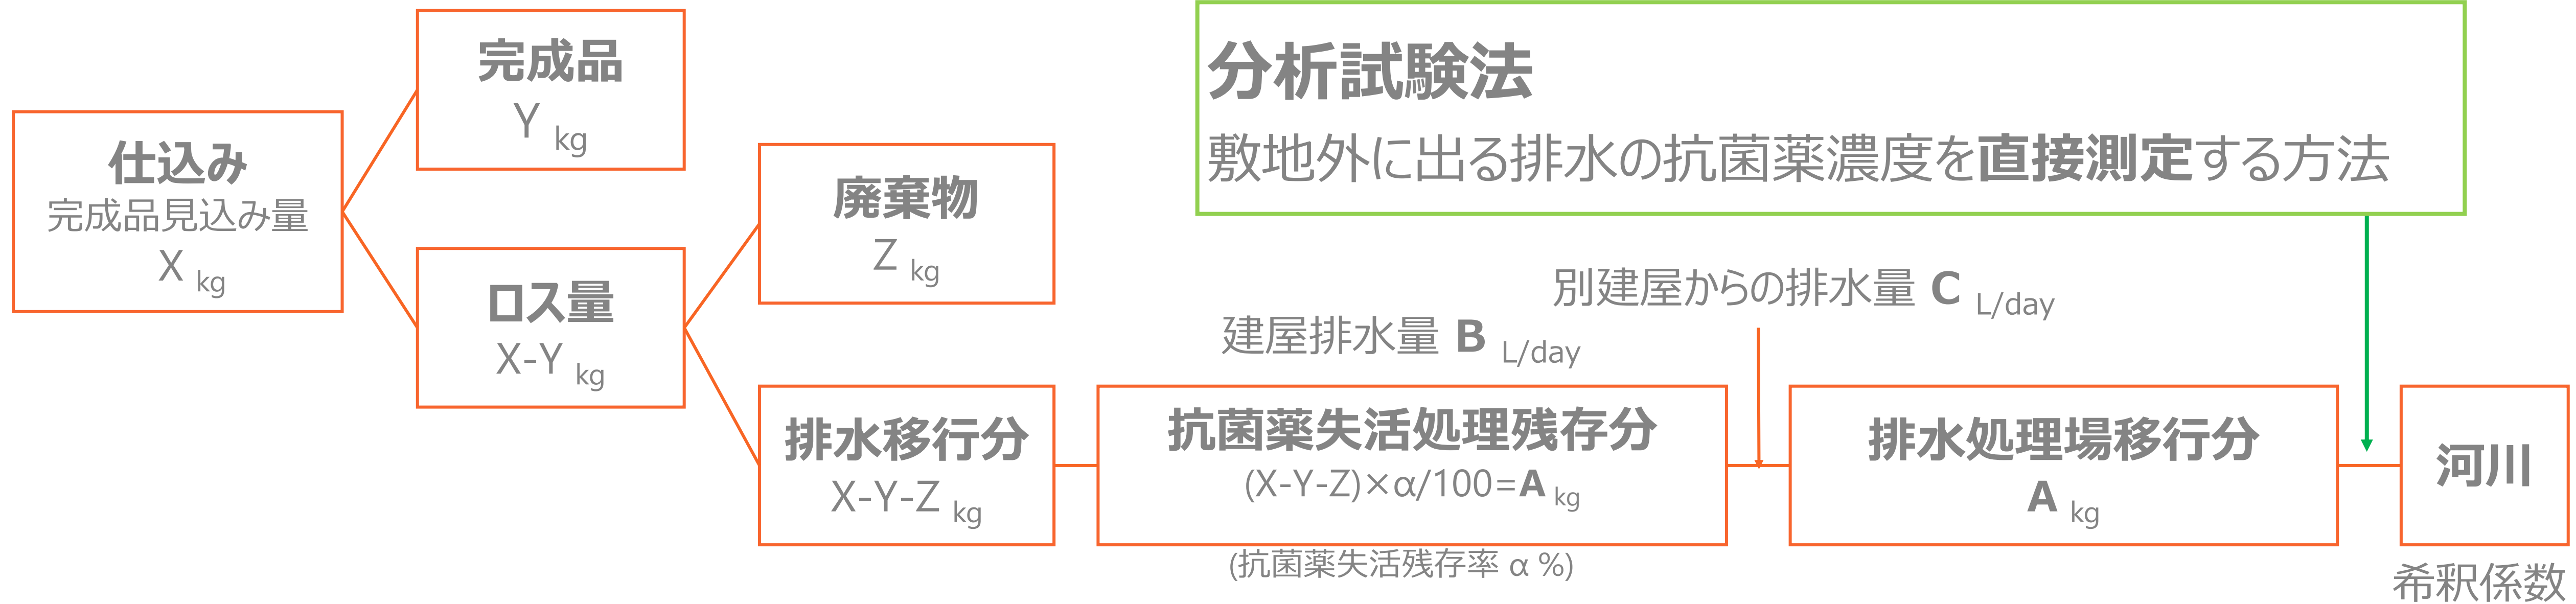 仕込み
完成品見込み量
X kg
完成品
Y kg
ロス量
X-Y kg
廃棄物
Z kg
排水移行分
X-Y-Z kg
分析試験法
敷地外に出る排水の抗菌薬濃度を直接測定する方法
建屋排水量 B L/day
別建屋からの排水量 C L/day
抗菌薬失活処理残存分
(X-Y-Z)×α/100=A kg
(抗菌薬失活残存率 α %)
排水処理場移行分
A kg
河川
希釈係数